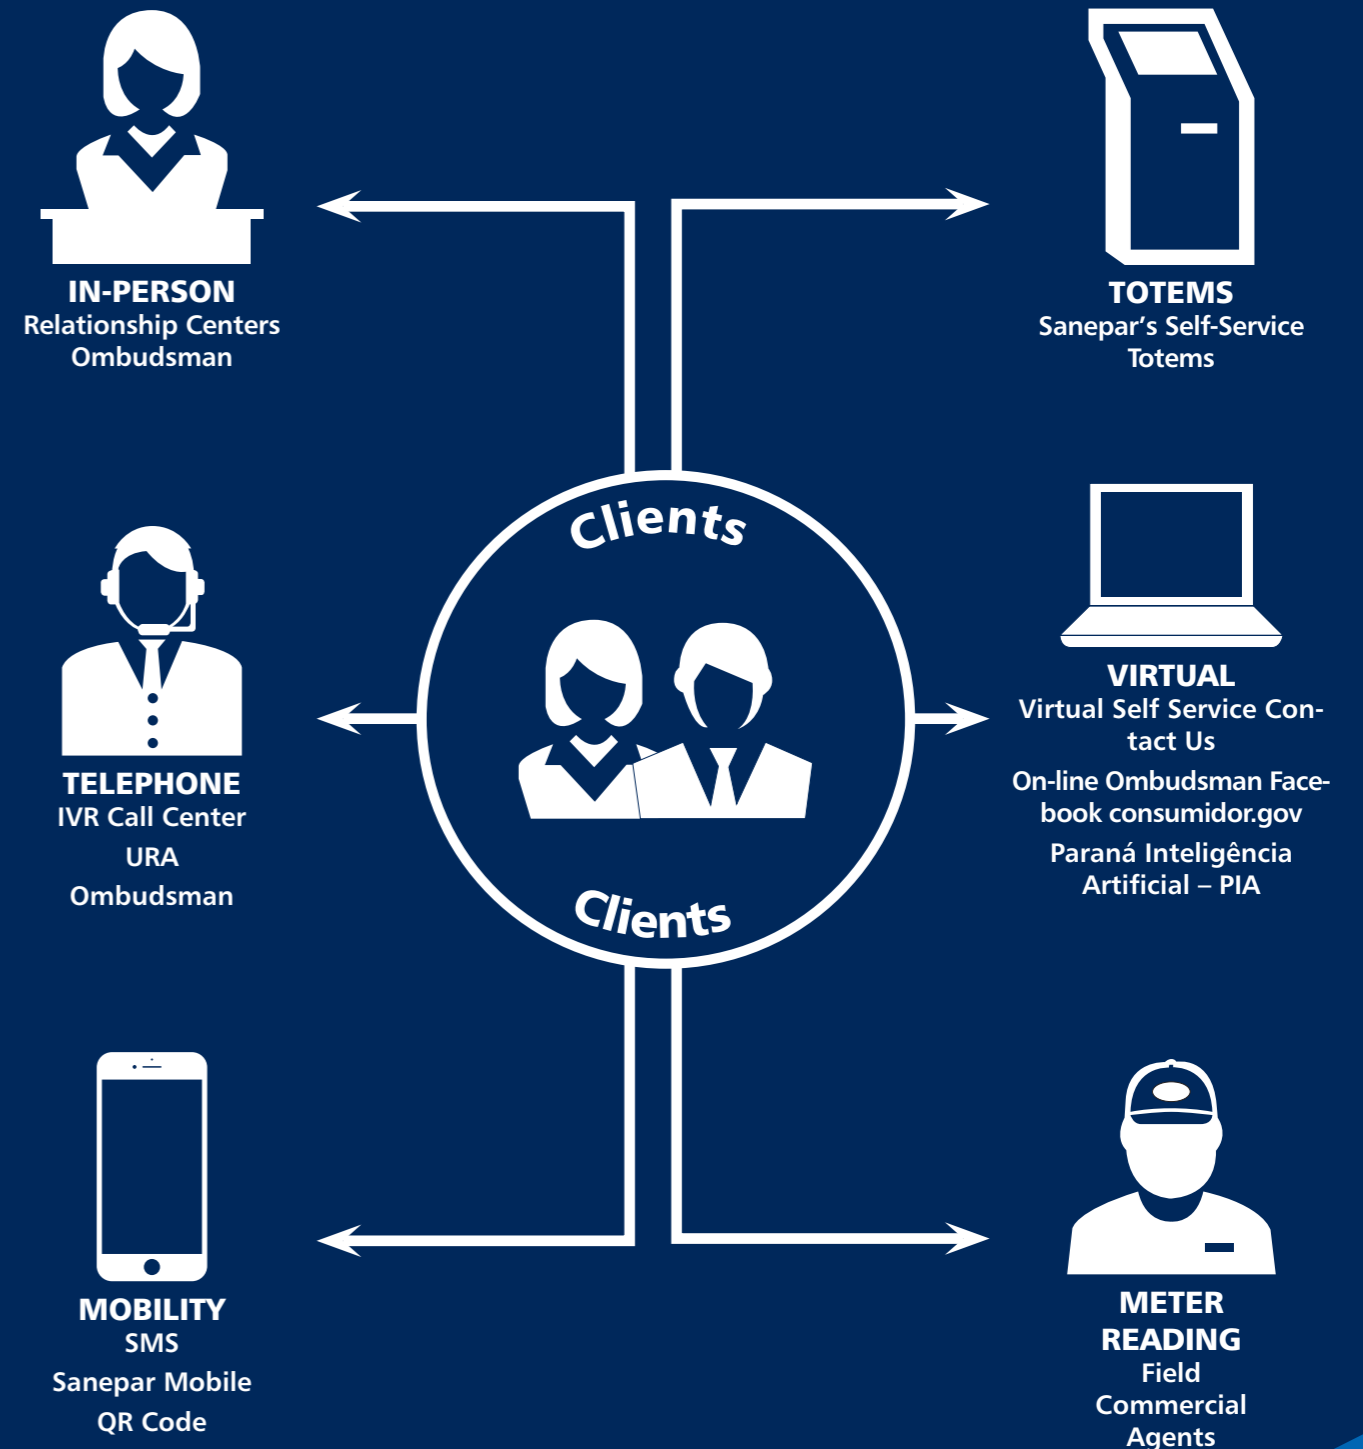 IN-PERSON
Relationship Centers
Ombudsman
TOTEMS
Sanepar’s Self-Service
Totems
Clients
Clients
TELEPHONE
IVR Call Center
URA
Ombudsman
VIRTUAL
Virtual Self Service Con-
tact Us
On-line Ombudsman Face-
book consumidor.gov
Paraná Inteligência
Artificial – PIA
MOBILITY
SMS
Sanepar Mobile
QR Code
METER
READING
Field
Commercial
Agents